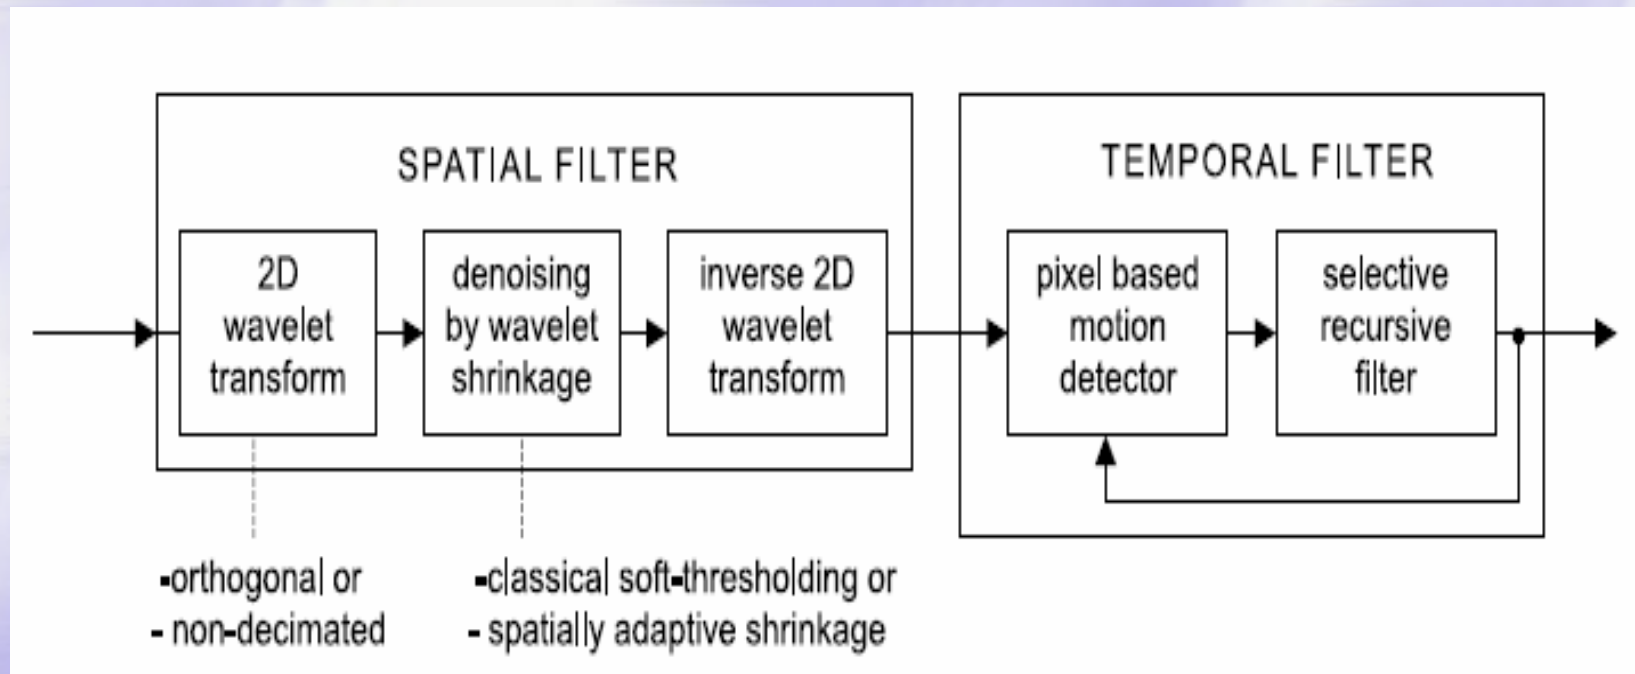 SPATIAL FILTER
2D
wavelet
transform
denoising
by wavelet
shrinkage
inverse 2D
wavelet
transform
TEMPORAL FILTER
pixel based
motion
detector
selective
recursive
filter
-orthogonal or
- non-decimated
-classical soft-thresholding or
- spatially adaptive shrinkage